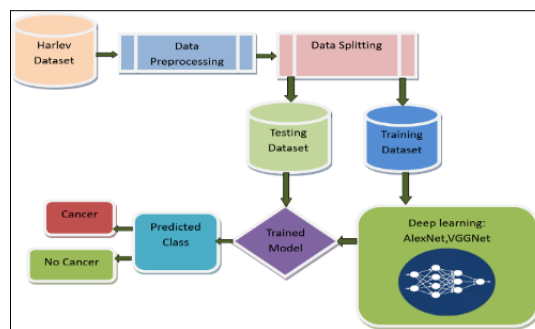 Harlev
Dataset
Data
Preprocessing
Data Splitting
Testing
Dataset
Training
Dataset
Cancer
No Cancer
Predicted
Class
Trained
Model
Deep learning:
AlexNet,VGGNet